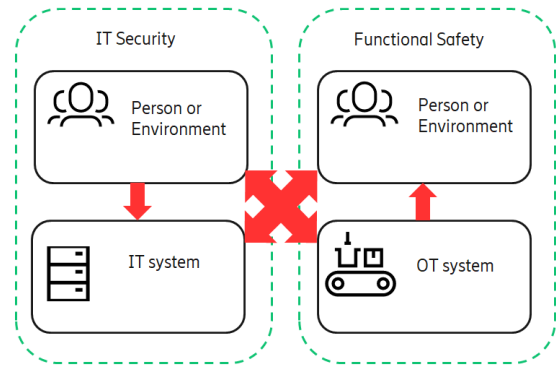 IT Security
Person or
Environment
IT system
Functional Safety
Person or
Environment
OT system